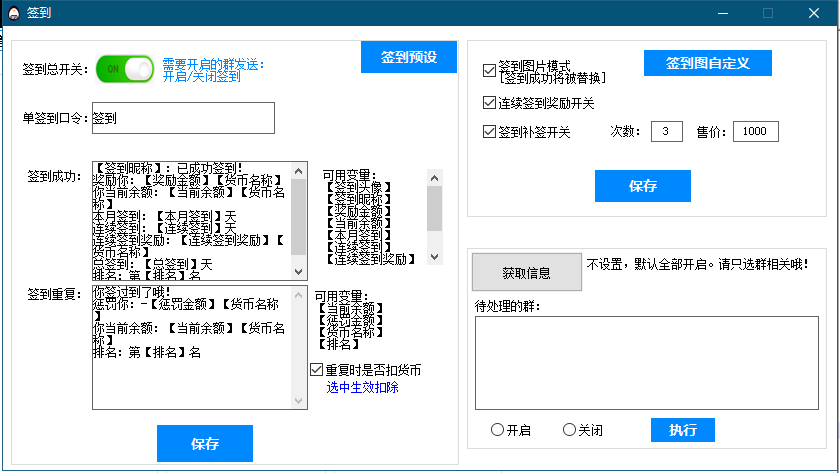 签到
签到总开关：
ON
需要开启的群发送：
开启/关闭签到
签到预设
单签到口令：
签到
签到成功：
【签到昵称】：已成功签到！
奖励你：【奖励金额】【货币名称】
你当前余额：【当前余额】【货币名
称】
本月签到：【本月签到】天
连续签到：【连续签到】天
连续签到奖励：【连续签到奖励】【
货币名称】
总签到：【总签到】天
排名：第【排名】名
可用变量：
【签到头像】
【签到昵称】
【奖励金额】
【当前余额】
【本月签到】
【连续签到】
【连续签到奖励】
签到重复：
你签过到了哦！
惩罚你：-【惩罚金额】【货币名称
】
你当前余额：【当前余额】【货币名
称】
排名：第【排名】名
可用变量：
【当前余额】
【惩罚金额】
【货币名称】
【排名】
重复时是否扣货币
选中生效扣除
保存
签到图片模式
[签到成功将被替换]
签到图自定义
连续签到奖励开关
签到补签开关
次数：
3
售价：
1000
保存
获取信息
不设置，默认全部开启。请只选群相关哦！
待处理的群：
开启
关闭
执行